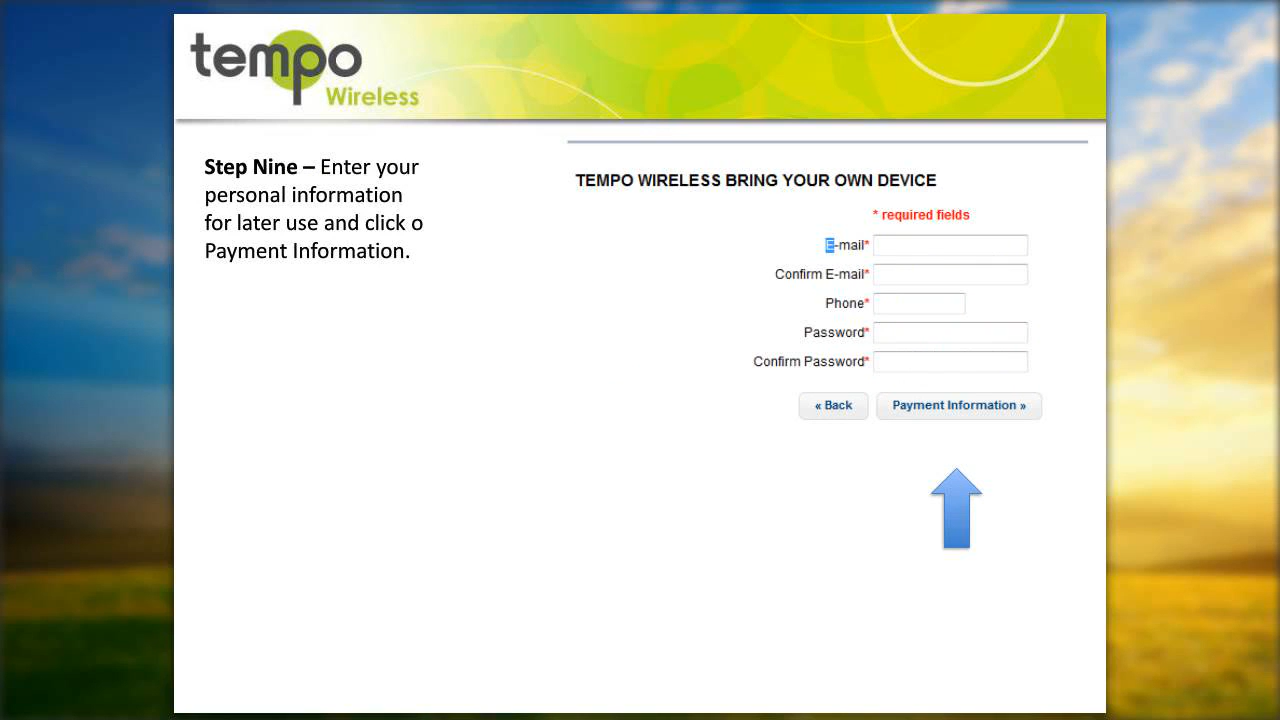 tempo
Wireless
Step Nine – Enter your
personal information
for later use and click o
Payment Information.
TEMPO WIRELESS BRING YOUR OWN DEVICE
* required fields
E-mail*
Confirm E-mail*
Phone*
Password*
Confirm Password*
« Back
Payment Information »